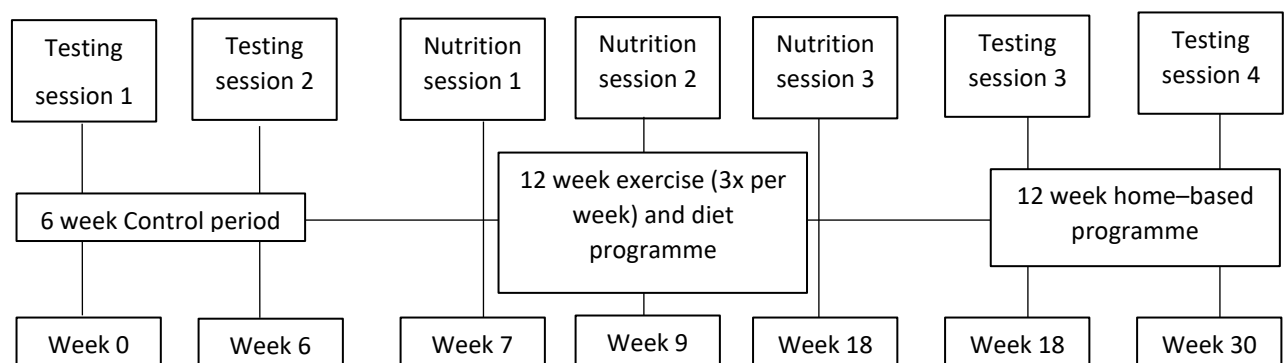 Testing
session 1
Testing
session 2
Nutrition
session 1
Nutrition
session 2
Nutrition
session 3
Testing
session 3
Testing
session 4
6 week Control period
12 week exercise (3x per
week) and diet
programme
12 week home–based
programme
Week 0
Week 6
Week 7
Week 9
Week 18
Week 18
Week 30